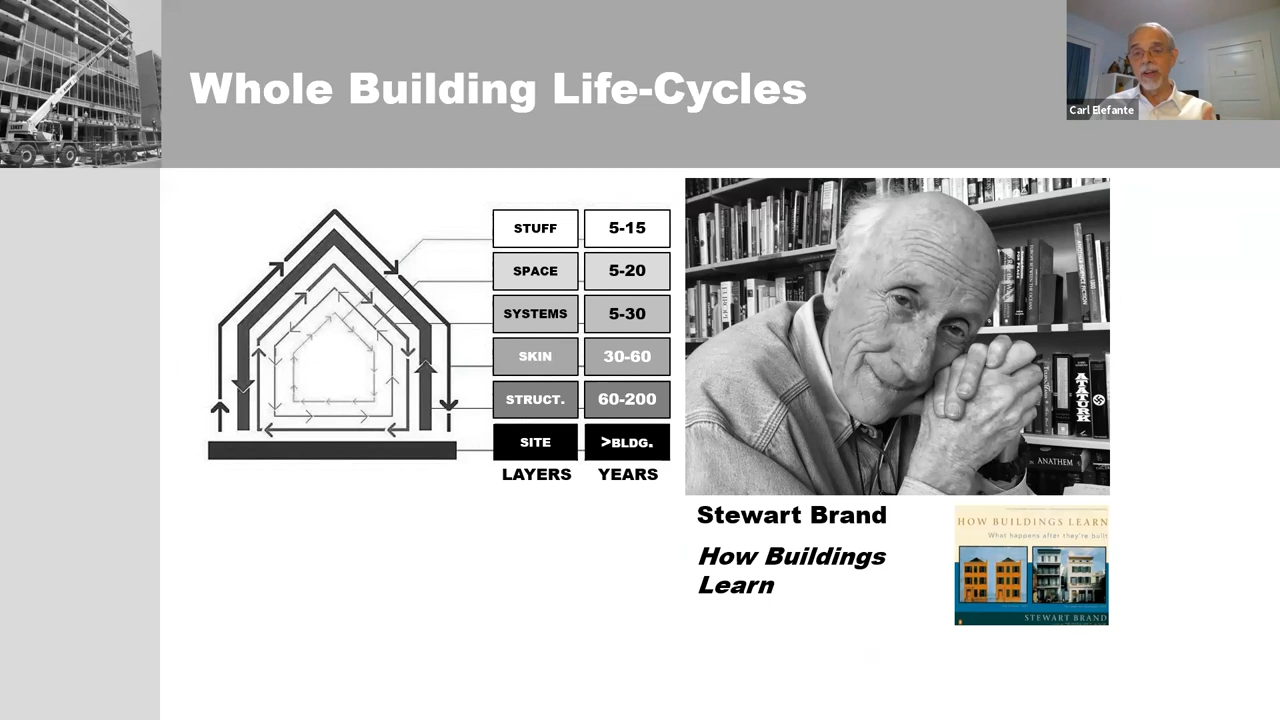 Whole Building Life-Cycles
Carl Elefante
STUFF 5-15
SPACE 5-20
SYSTEMS 5-30
SKIN 30-60
STRUCT. 60-200
SITE >BLDG.
LAYERS YEARS
ATATURK
ANATHEM
Stewart Brand
How Buildings
Learn
HOW BUILDINGS LEARN
What happens after they're built
STEWART BRAND